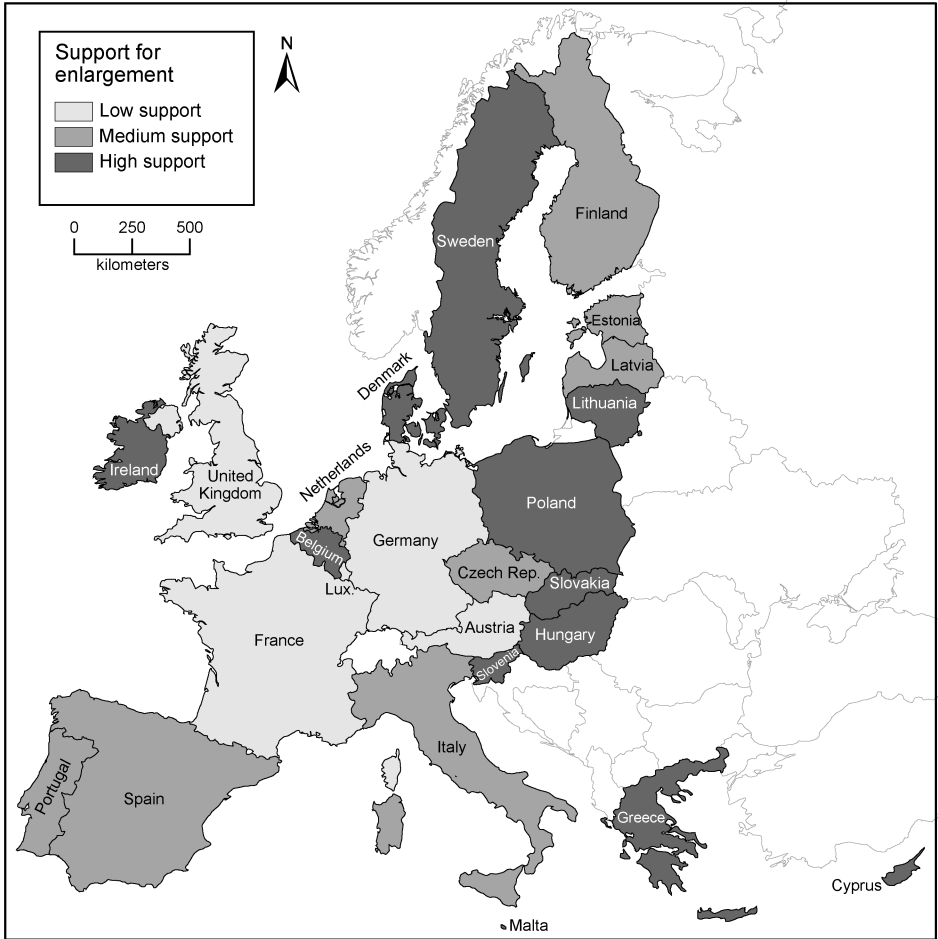 Support for
enlargement
Low support
Medium support
High support
N
0 250 500
kilometers
Finland
Sweden
Estonia
Latvia
Denmark
Lithuania
Ireland
United
Kingdom
Netherlands
Poland
Germany
Belgium
Czech Rep.
Slovakia
Lux.
Austria
Hungary
France
Slovenia
Italy
Portugal
Spain
Greece
Cyprus
Malta